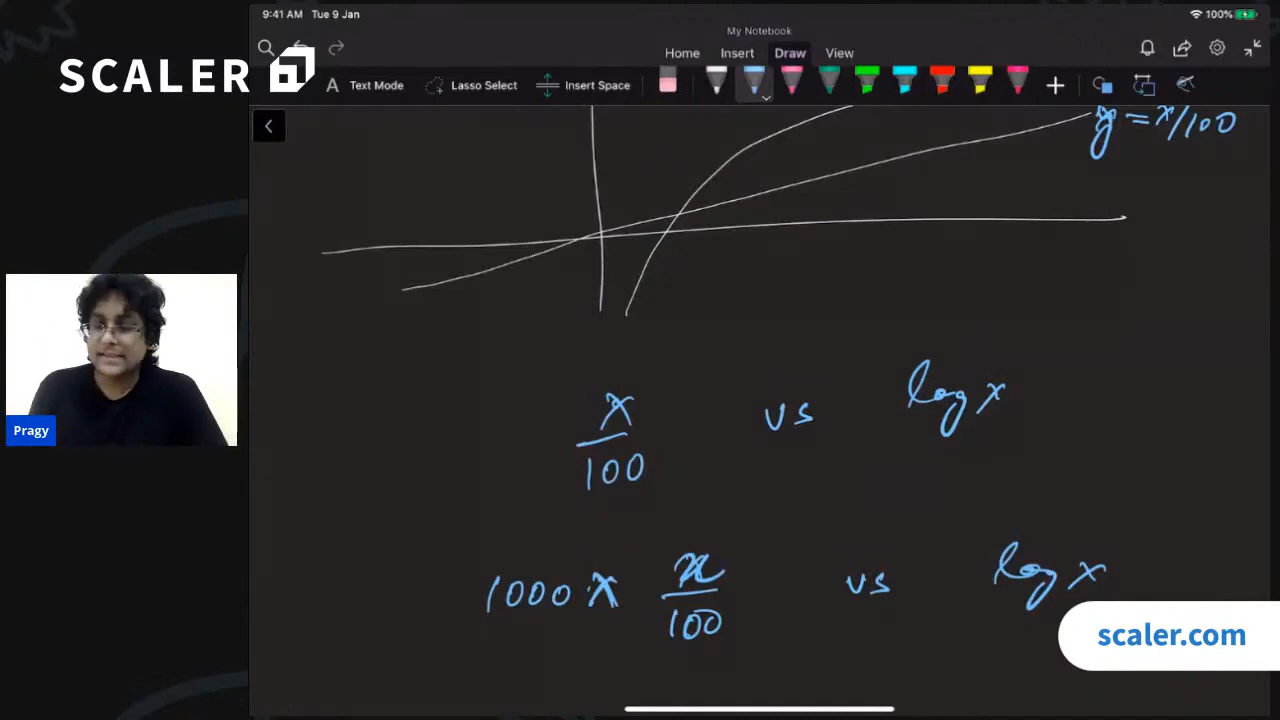 9:41 AM Tue 9 Jan 100%
My Notebook
SCALER
Home Insert Draw View
A Text Mode Lasso Select Insert Space
y = x/100
x/100 vs log x
Pragy
1000 x x/100 vs log x
scaler.com